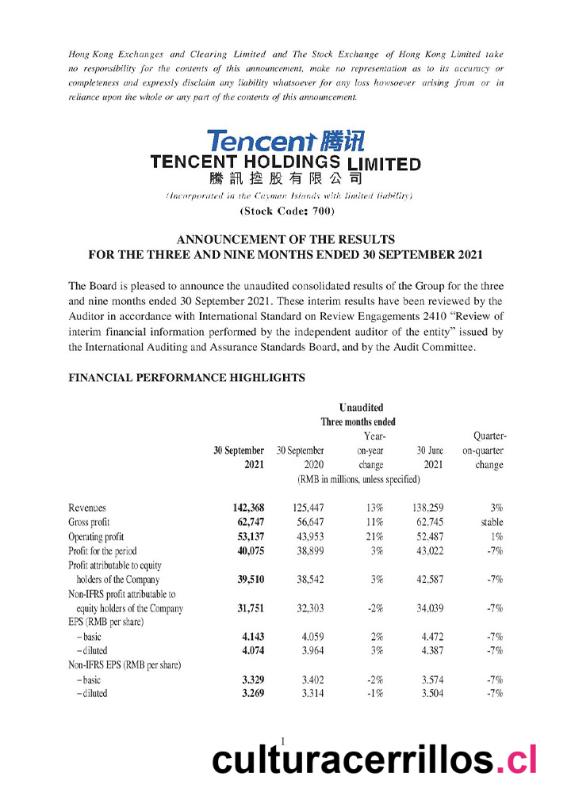 Hong Kong Exchanges and Clearing Limited and The Stock Exchange of Hong Kong Limited take
no responsibility for the contents of this announcement, make no representation as to its accuracy or
completeness and expressly disclaim any liability whatsoever for any loss howsoever arising from or in
reliance upon the whole or any part of the contents of this announcement.
Tencent 腾讯
TENCENT HOLDINGS LIMITED
騰訊控股有限公司
(Incorporated in the Cayman Islands with limited liability)
(Stock Code: 700)
ANNOUNCEMENT OF THE RESULTS
FOR THE THREE AND NINE MONTHS ENDED 30 SEPTEMBER 2021
The Board is pleased to announce the unaudited consolidated results of the Group for the three
and nine months ended 30 September 2021. These interim results have been reviewed by the
Auditor in accordance with International Standard on Review Engagements 2410 “Review of
interim financial information performed by the independent auditor of the entity” issued by
the International Auditing and Assurance Standards Board, and by the Audit Committee.
FINANCIAL PERFORMANCE HIGHLIGHTS
Unaudited
Three months ended
Year- Quarter-
30 September 30 September on-year 30 June on-quarter
2021 2020 change 2021 change
(RMB in millions, unless specified)
Revenues 142,368 125,447 13% 138,259 3%
Gross profit 62,747 56,647 11% 62,745 stable
Operating profit 53,137 43,953 21% 52,487 1%
Profit for the period 40,075 38,899 3% 43,022 -7%
Profit attributable to equity
holders of the Company 39,510 38,542 3% 42,587 -7%
Non-IFRS profit attributable to
equity holders of the Company 31,751 32,303 -2% 34,039 -7%
EPS (RMB per share)
– basic 4.143 4.059 2% 4.472 -7%
– diluted 4.074 3.964 3% 4.387 -7%
Non-IFRS EPS (RMB per share)
– basic 3.329 3.402 -2% 3.574 -7%
– diluted 3.269 3.314 -1% 3.504 -7%
1
culturacerrillos.cl